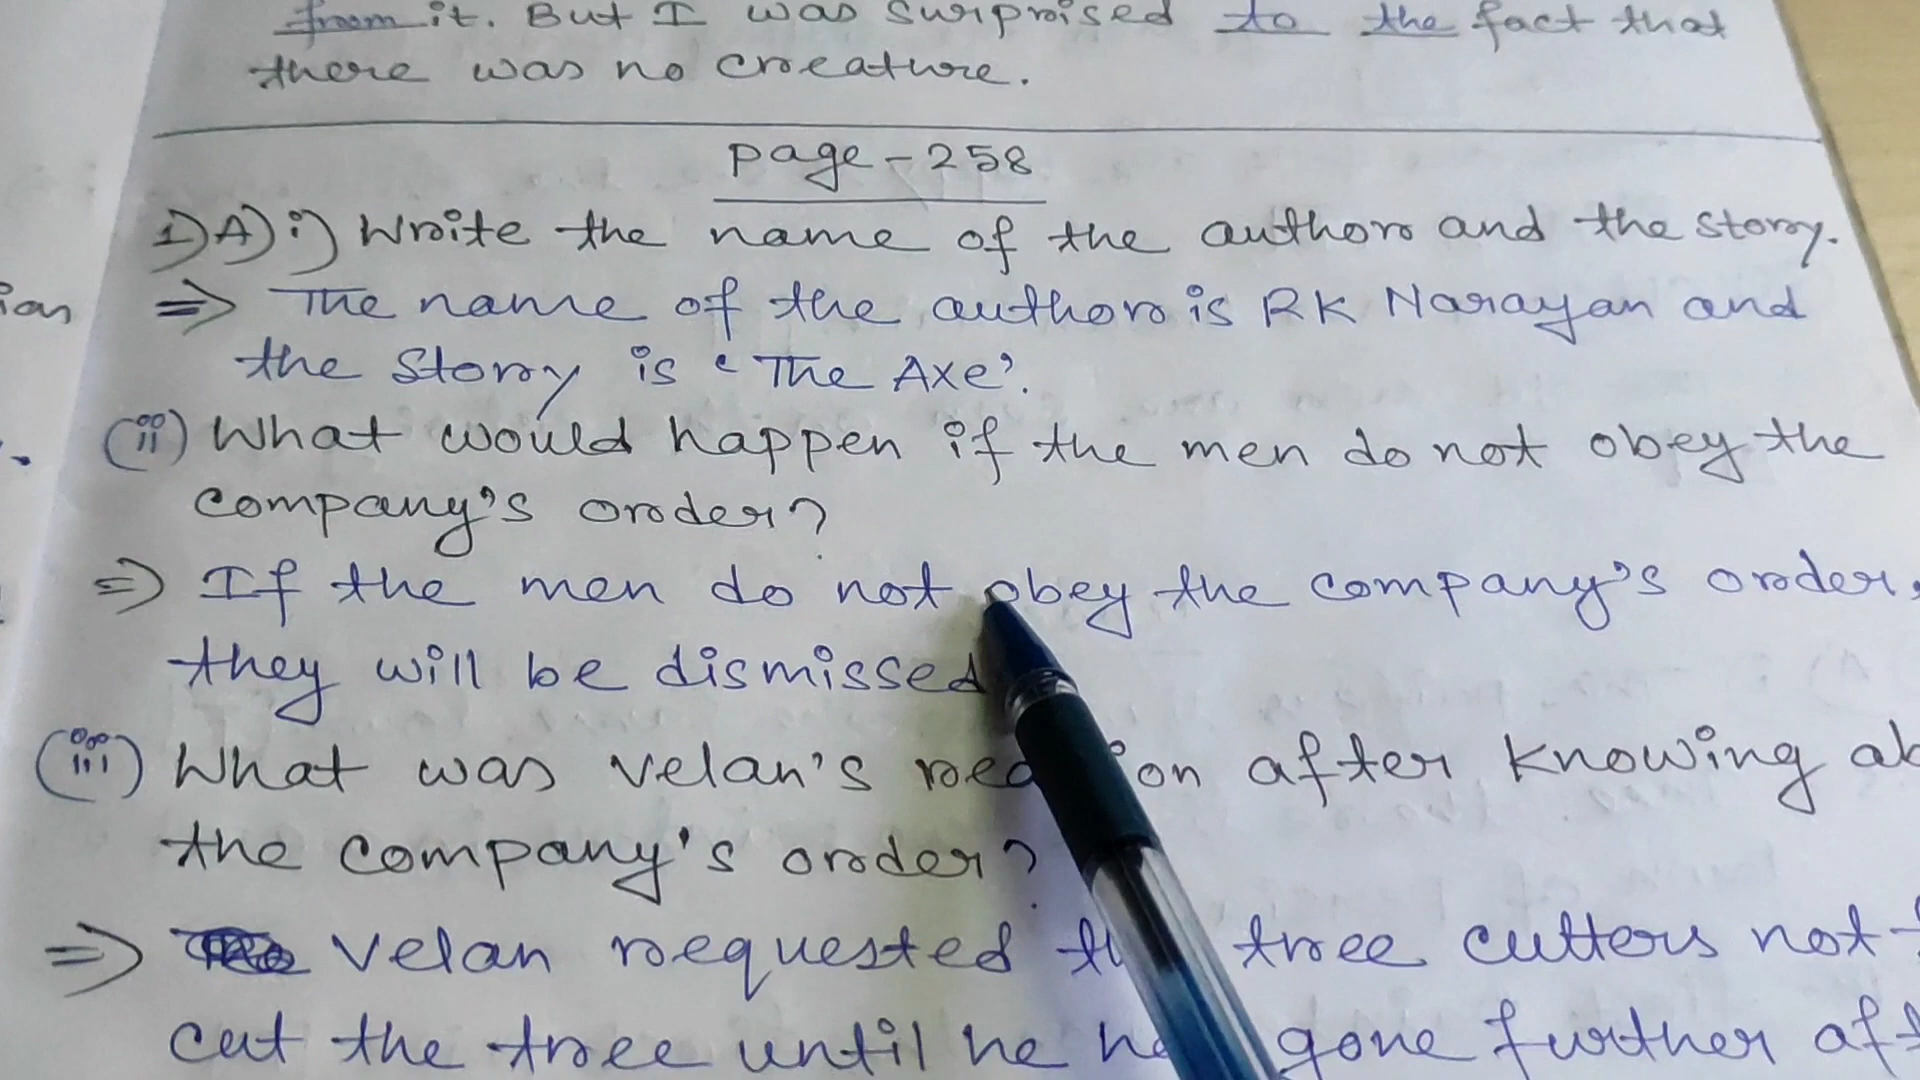 from it. But I was surprised to the fact that
there was no creature.
page-258
1) A) i) Write the name of the author and the story.
⇒ The name of the author is RK Narayan and
the story is 'The Axe'.
(ii) What would happen if the men do not obey the
company's order?
⇒ If the men do not obey the company's order,
they will be dismissed
(iii) What was velan's on after knowing
the company's order?
⇒ velan requested tree cutters not
cut the tree until he gone further